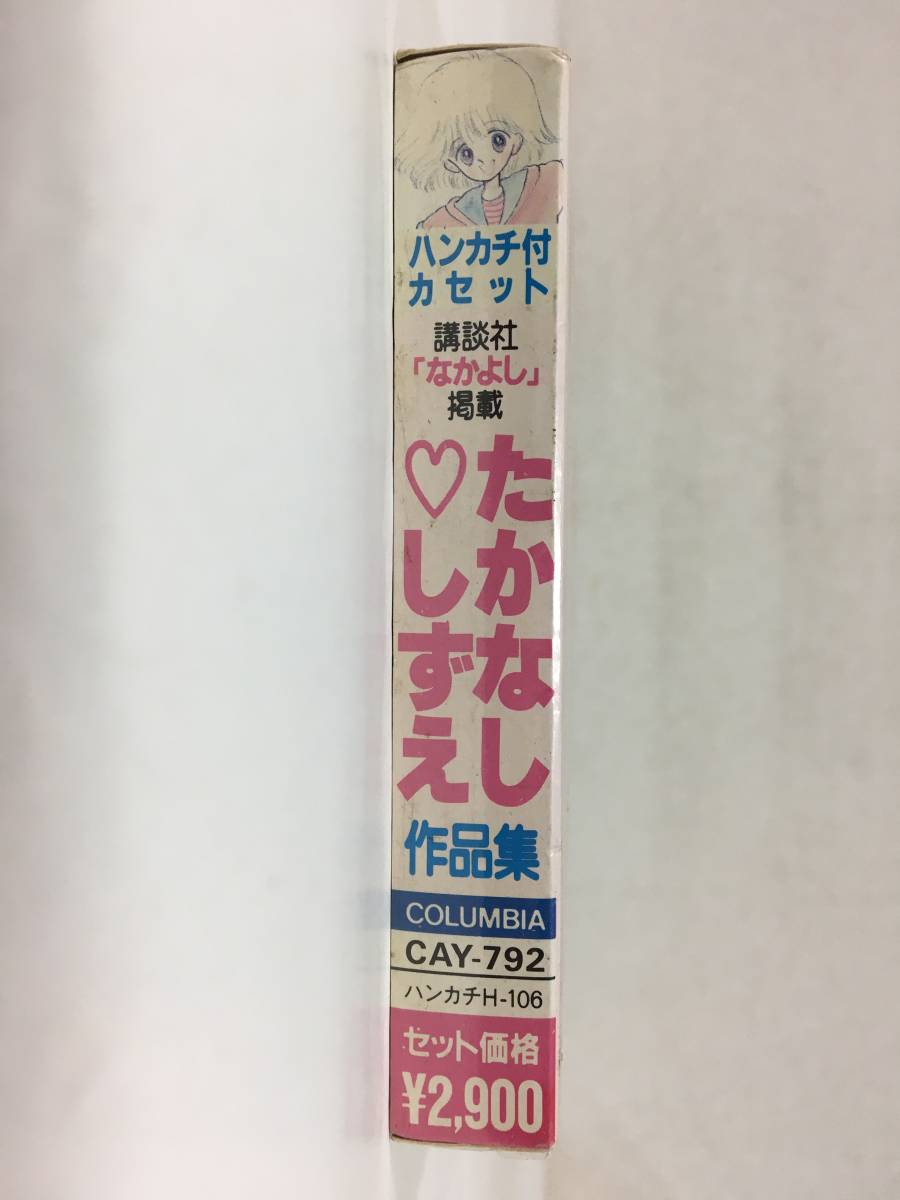 ハンカチ付
カセット
講談社
「なかよし」
掲載
たかなし
♡しずえ
作品集
COLUMBIA
CAY-792
ハンカチH-106
セット価格
¥2,900